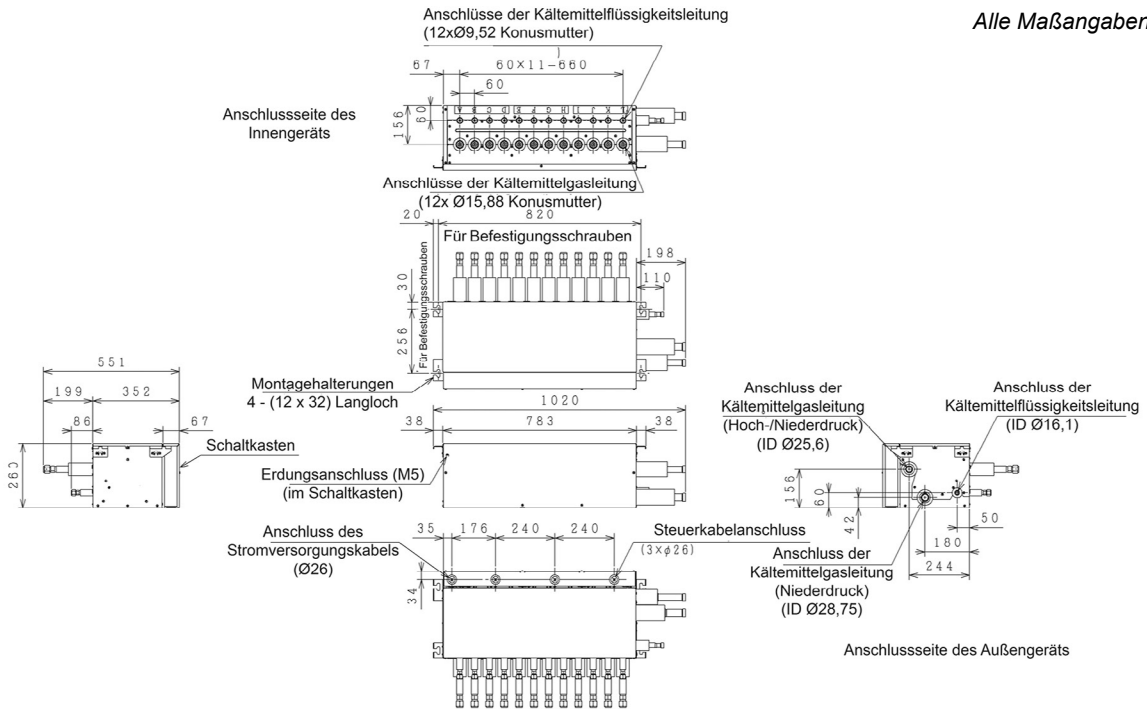 Anschlüsse der Kältemittelflüssigkeitsleitung
(12xØ9,52 Konusmutter)
)
Alle Maßangaben
67
60×11-660
60
Anschlussseite des
Innengeräts
156
60
A B C D E F G H I J K L
Anschlüsse der Kältemittelgasleitung
(12x Ø15,88 Konusmutter)
20
820
Für Befestigungsschrauben
198
110
30
256
Für Befestigungsschrauben
Montagehalterungen
4 - (12 x 32) Langloch
551
199
352
86
67
260
Schaltkasten
1020
38
783
38
Erdungsanschluss (M5)
(im Schaltkasten)
Anschluss der
Kältemittelgasleitung
(Hoch-/Niederdruck)
(ID Ø25,6)
Anschluss der
Kältemittelflüssigkeitsleitung
(ID Ø16,1)
156
60
42
50
180
244
Anschluss der
Kältemittelgasleitung
(Niederdruck)
(ID Ø28,75)
Anschluss des
Stromversorgungskabels
(Ø26)
35
176
240
240
Steuerkabelanschluss
(3×φ26)
34
Anschlussseite des Außengeräts